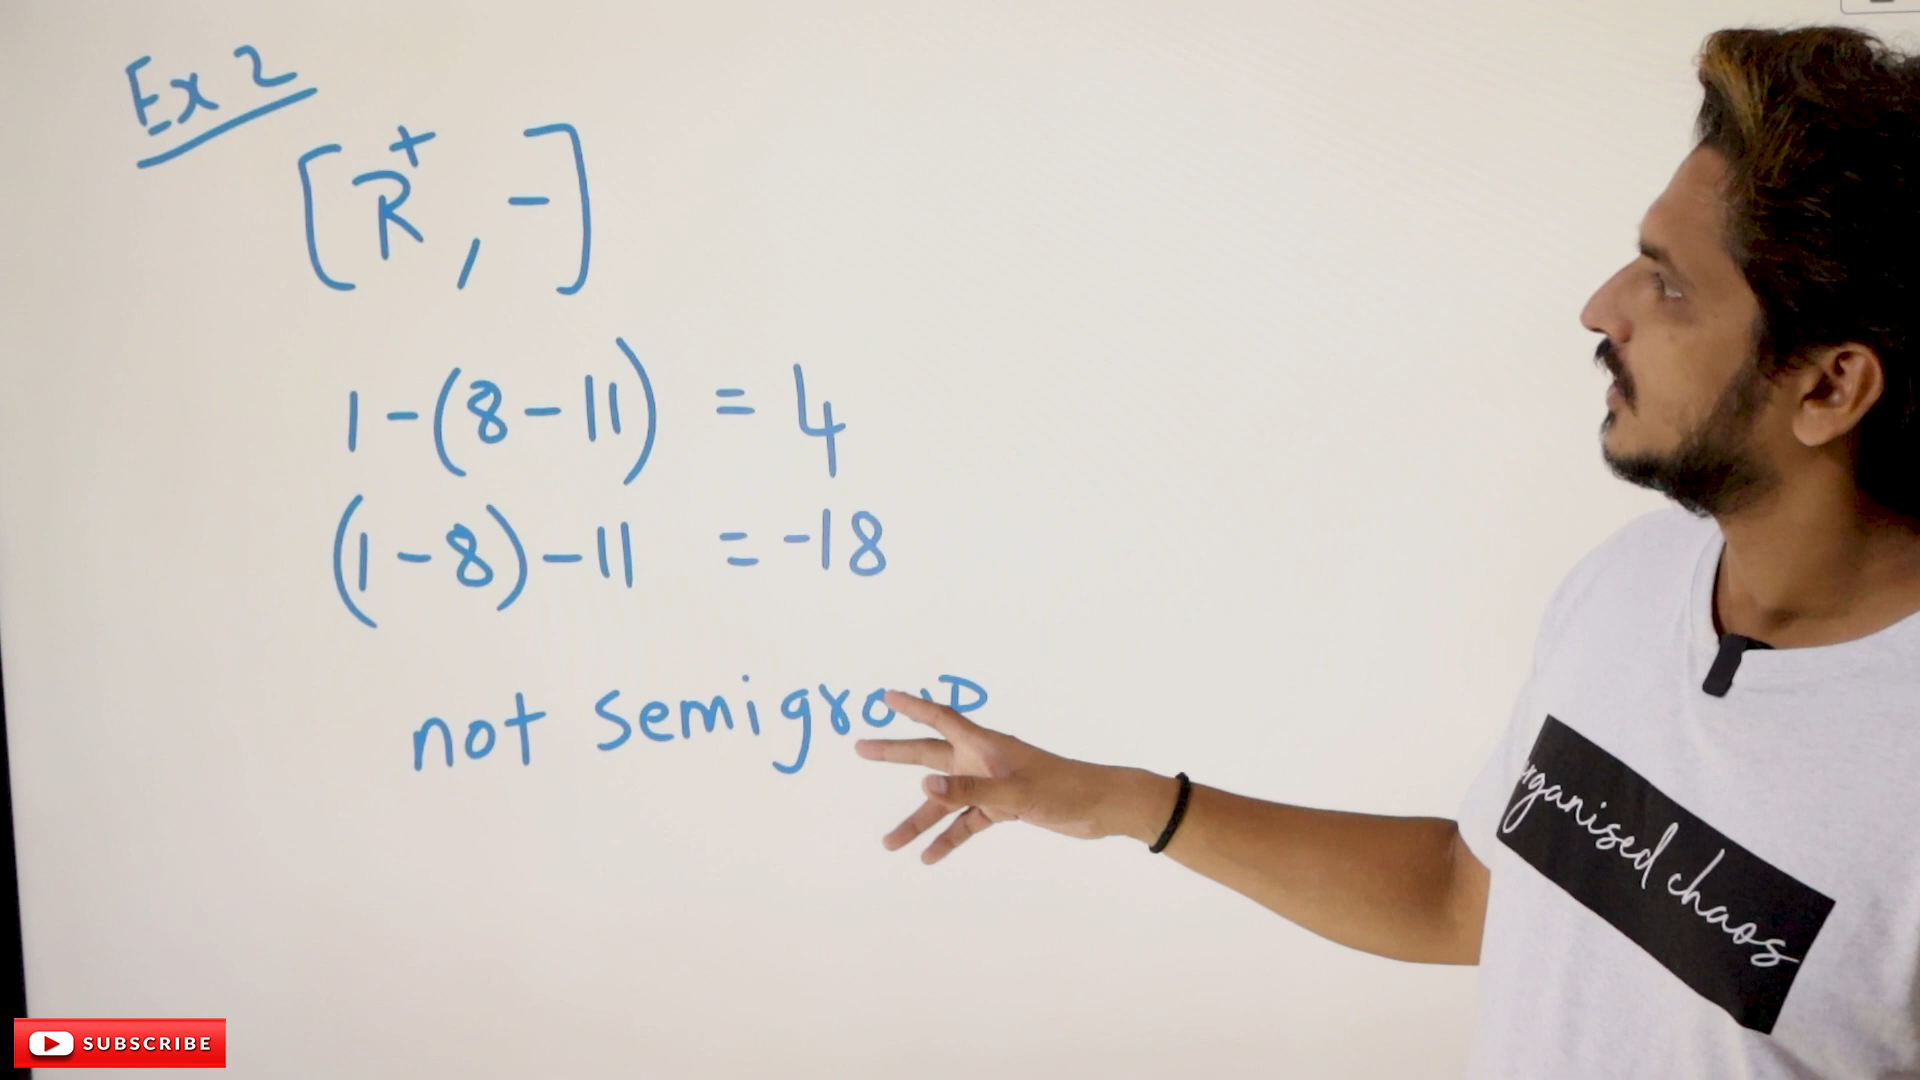 Ex 2
[R⁺, -]
1 - (8 - 11) = 4
(1 - 8) - 11 = -18
not semigroup
organised chaos
SUBSCRIBE